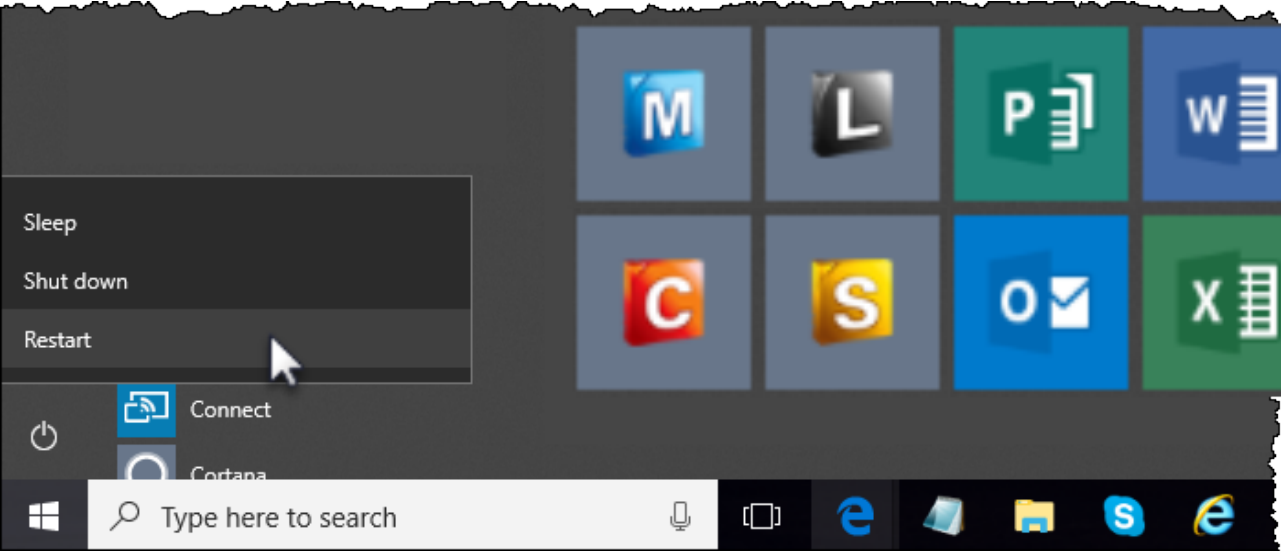 M
L
P
W
Sleep
Shut down
Restart
C
S
O
X
Connect
Cortana
Type here to search
e
S
e